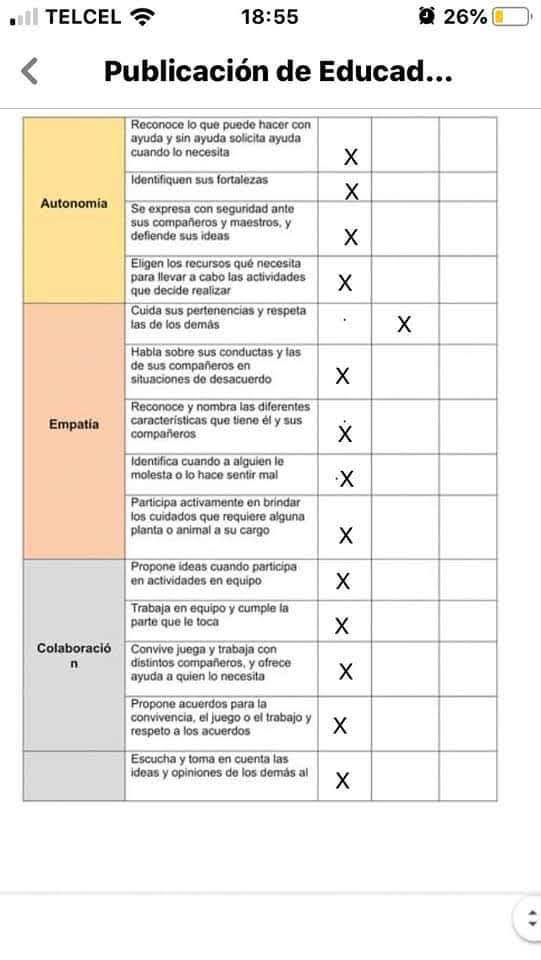 TELCEL 18:55 26%
Publicación de Educad...
Autonomía
Reconoce lo que puede hacer con
ayuda y sin ayuda solicita ayuda
cuando lo necesita
X
Identifiquen sus fortalezas
X
Se expresa con seguridad ante
sus compañeros y maestros, y
defiende sus ideas
X
Eligen los recursos qué necesita
para llevar a cabo las actividades
que decide realizar
X
Empatía
Cuida sus pertenencias y respeta
las de los demás
X
Habla sobre sus conductas y las
de sus compañeros en
situaciones de desacuerdo
X
Reconoce y nombra las diferentes
características que tiene él y sus
compañeros
X
Identifica cuando a alguien le
molesta o lo hace sentir mal
X
Participa activamente en brindar
los cuidados que requiere alguna
planta o animal a su cargo
X
Colaboració
n
Propone ideas cuando participa
en actividades en equipo
X
Trabaja en equipo y cumple la
parte que le toca
X
Convive juega y trabaja con
distintos compañeros, y ofrece
ayuda a quien lo necesita
X
Propone acuerdos para la
convivencia, el juego o el trabajo y
respeto a los acuerdos
X
Escucha y toma en cuenta las
ideas y opiniones de los demás al
X